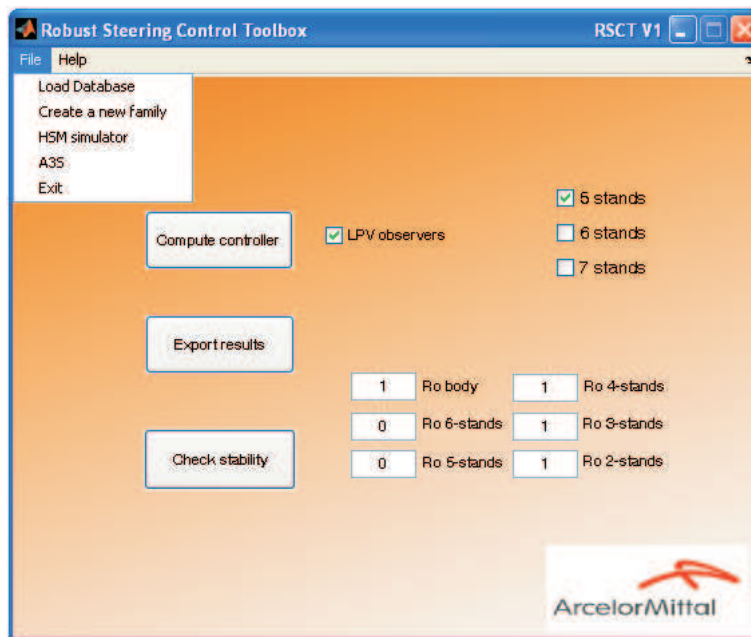 Robust Steering Control Toolbox RSCT V1
File Help
Load Database
Create a new family
HSM simulator
A3S
Exit
5 stands
Compute controller LPV observers 6 stands
7 stands
Export results
1 Ro body 1 Ro 4-stands
0 Ro 6-stands 1 Ro 3-stands
Check stability 0 Ro 5-stands 1 Ro 2-stands
ArcelorMittal